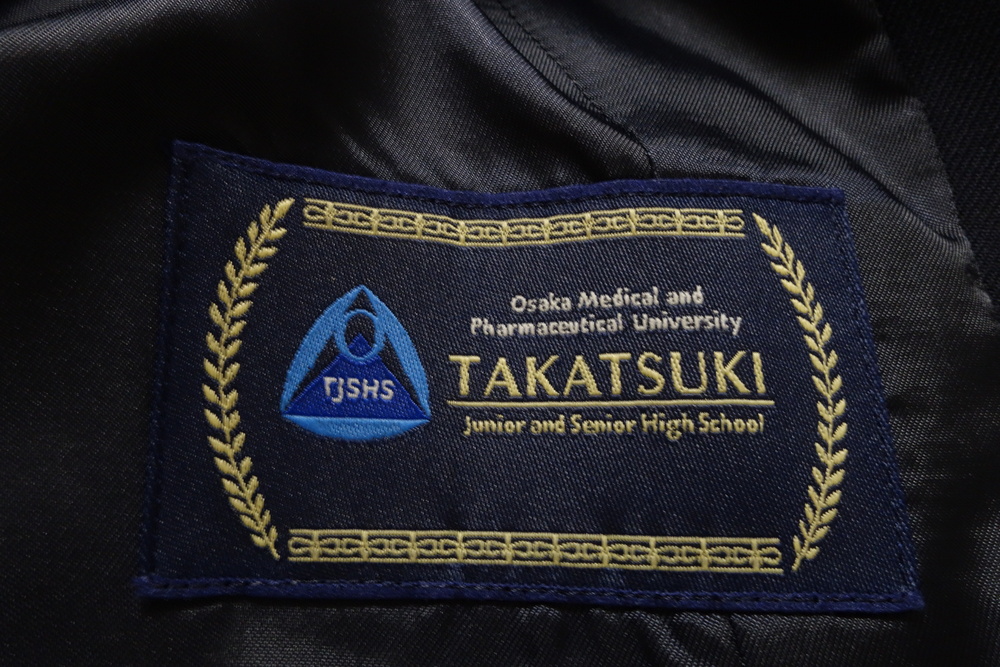 TJSHS
Osaka Medical and
Pharmaceutical University
TAKATSUKI
Junior and Senior High School